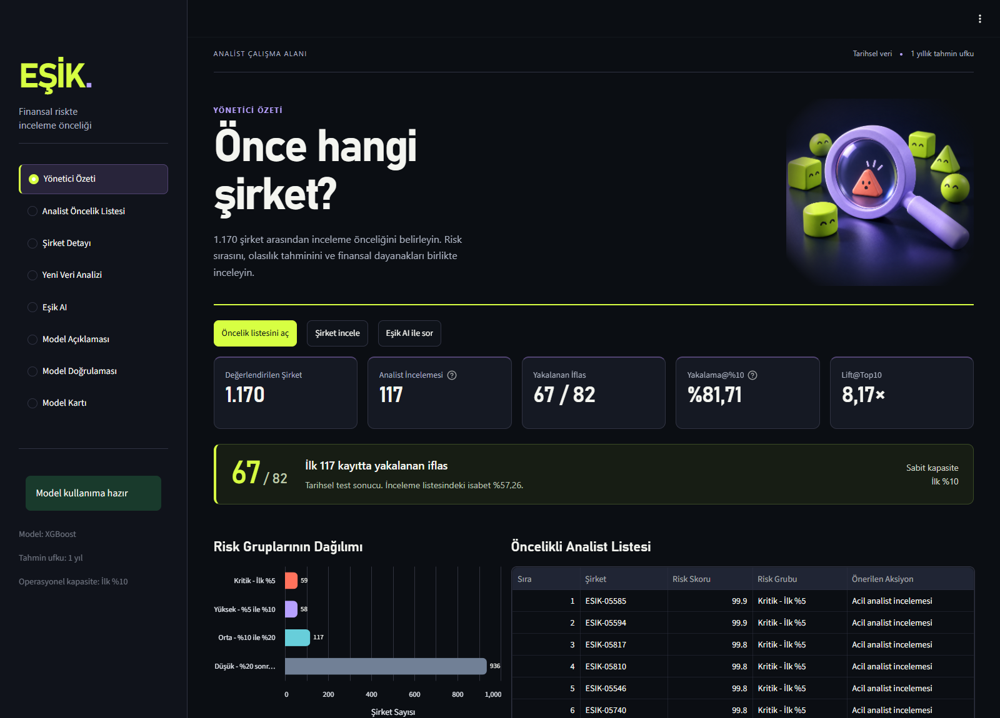 EŞİK.
Finansal riskte
inceleme önceliği
Yönetici Özeti
Analist Öncelik Listesi
Şirket Detayı
Yeni Veri Analizi
Eşik AI
Model Açıklaması
Model Doğrulaması
Model Kartı
Model kullanıma hazır
Model: XGBoost
Tahmin ufku: 1 yıl
Operasyonel kapasite: İlk %10
ANALİST ÇALIŞMA ALANI
Tarihsel veri • 1 yıllık tahmin ufku
YÖNETİCİ ÖZETİ
Önce hangi
şirket?
1.170 şirket arasından inceleme önceliğini belirleyin. Risk
sırasını, olasılık tahminini ve finansal dayanakları birlikte
inceleyin.
Öncelik listesini aç
Şirket incele
Eşik AI ile sor
Değerlendirilen Şirket
1.170
Analist İncelemesi
117
Yakalanan İflas
67 / 82
Yakalama@%10
%81,71
Lift@Top10
8,17×
67 / 82
İlk 117 kayıtta yakalanan iflas
Tarihsel test sonucu. İnceleme listesindeki isabet %57,26.
Sabit kapasite
İlk %10
Risk Gruplarının Dağılımı
Kritik - İlk %5 59
Yüksek - %5 ile %10 58
Orta - %10 ile %20 117
Düşük - %20 sonr... 936
0 200 400 600 800 1,000
Şirket Sayısı
Öncelikli Analist Listesi
Sıra Şirket Risk Skoru Risk Grubu Önerilen Aksiyon
1 ESIK-05585 99.9 Kritik - İlk %5 Acil analist incelemesi
2 ESIK-05594 99.9 Kritik - İlk %5 Acil analist incelemesi
3 ESIK-05817 99.8 Kritik - İlk %5 Acil analist incelemesi
4 ESIK-05810 99.8 Kritik - İlk %5 Acil analist incelemesi
5 ESIK-05546 99.8 Kritik - İlk %5 Acil analist incelemesi
6 ESIK-05740 99.8 Kritik - İlk %5 Acil analist incelemesi